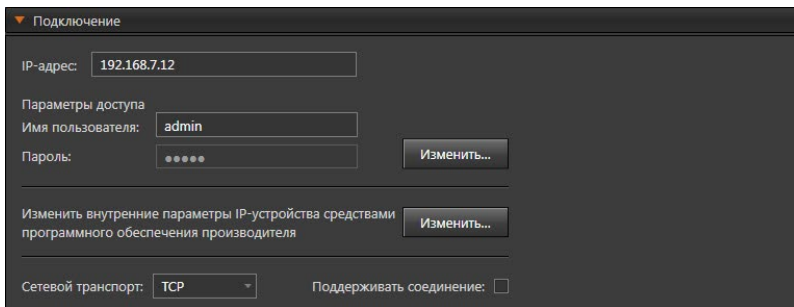 Подключение
IP-адрес: 192.168.7.12
Параметры доступа
Имя пользователя: admin
Пароль: ●●●●● Изменить...
Изменить внутренние параметры IP-устройства средствами
программного обеспечения производителя Изменить...
Сетевой транспорт: TCP Поддерживать соединение: